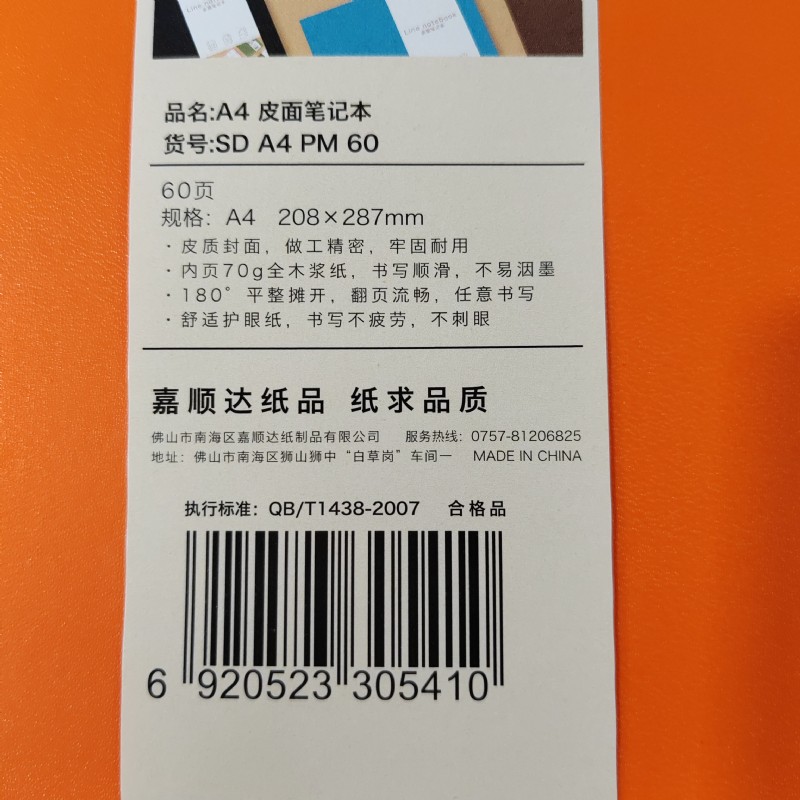 Line notebook
品名:A4 皮面笔记本
货号:SD A4 PM 60
60页
规格：A4 208×287mm
·皮质封面，做工精密，牢固耐用
·内页70g全木浆纸，书写顺滑，不易洇墨
·180°平整摊开，翻页流畅，任意书写
·舒适护眼纸，书写不疲劳，不刺眼
嘉顺达纸品 纸求品质
佛山市南海区嘉顺达纸制品有限公司 服务热线：0757-81206825
地址：佛山市南海区狮山狮中“白草岗”车间一 MADE IN CHINA
执行标准：QB/T1438-2007 合格品
6 920523 305410